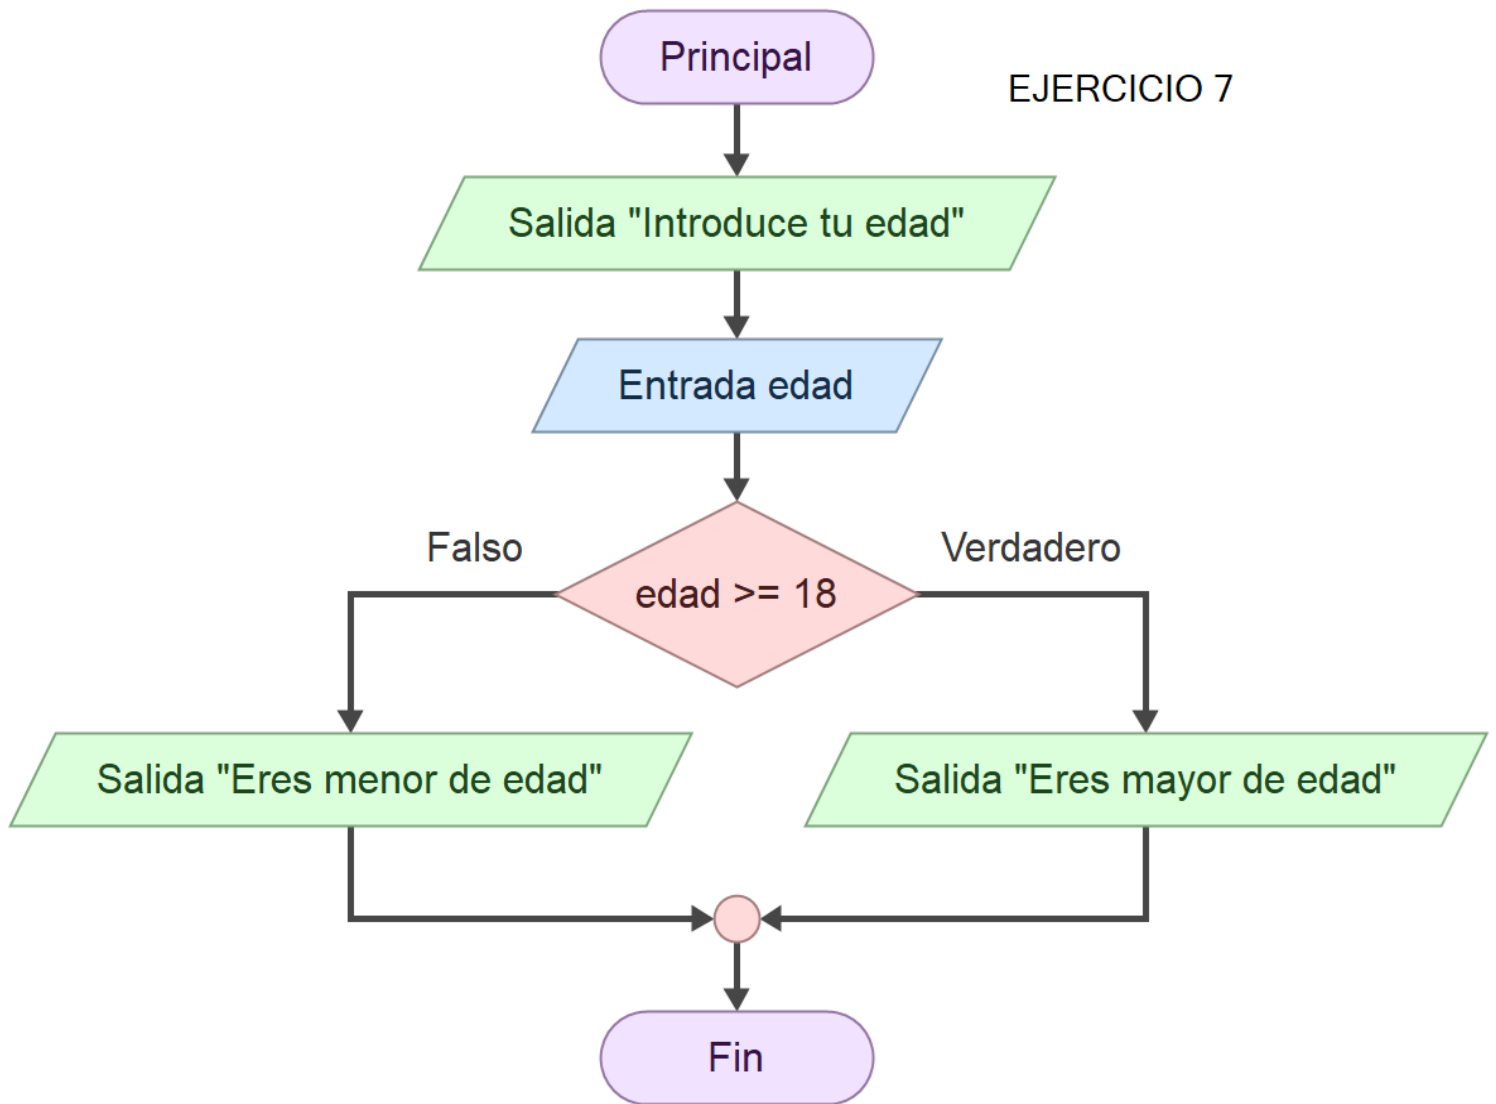 Principal
EJERCICIO 7
Salida "Introduce tu edad"
Entrada edad
Falso
Verdadero
edad >= 18
Salida "Eres menor de edad"
Salida "Eres mayor de edad"
Fin